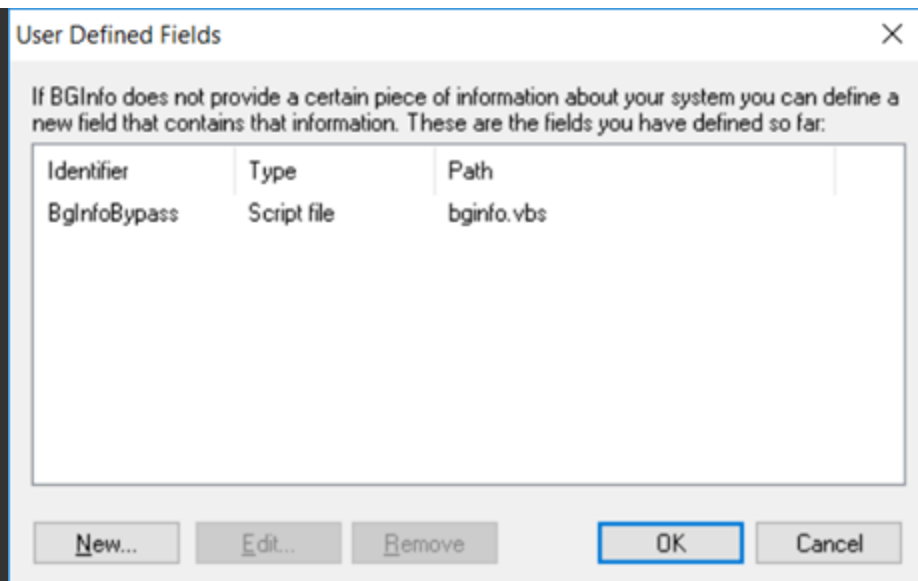 User Defined Fields
If BGInfo does not provide a certain piece of information about your system you can define a
new field that contains that information. These are the fields you have defined so far:
Identifier Type Path
BgInfoBypass Script file bginfo.vbs
New... Edit... Remove OK Cancel